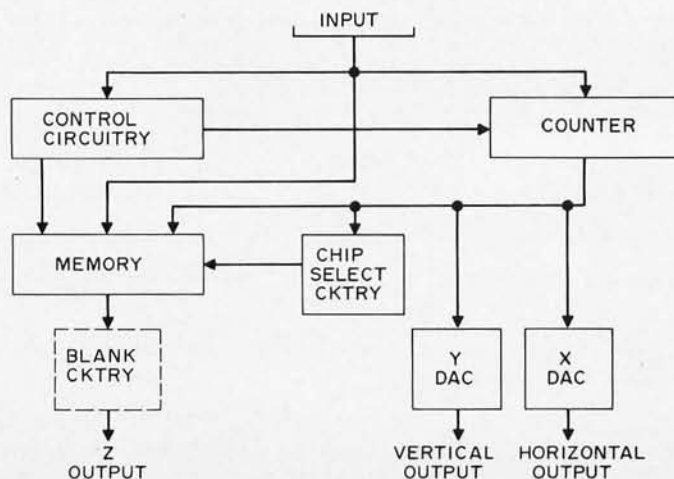 INPUT
CONTROL
CIRCUITRY
COUNTER
MEMORY
CHIP
SELECT
CKTRY
BLANK
CKTRY
Y
DAC
X
DAC
Z
OUTPUT
VERTICAL
OUTPUT
HORIZONTAL
OUTPUT